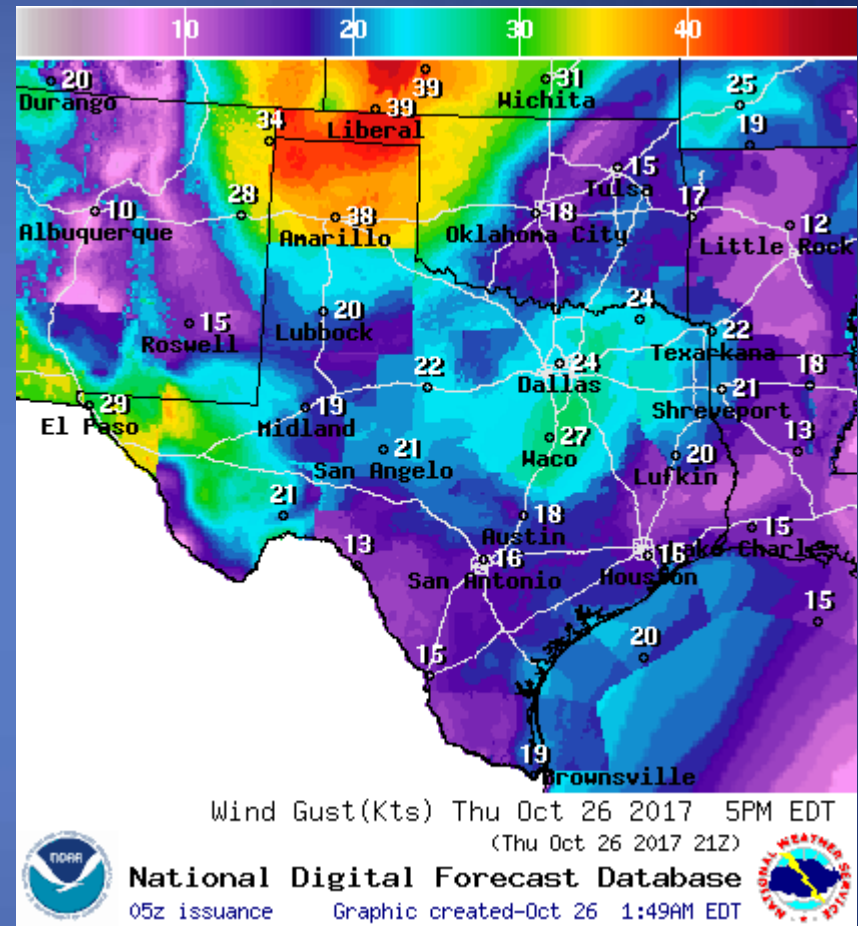 10 20 30 40
20 39 31 25
Durango Wichita
39
34 Liberal 19
15
Tulsa
28 38 18 17 12
10
Albuquerque Amarillo Oklahoma City Little Rock
20 24
15 22
Roswell Lubbock Texarkana
24
22 Dallas 21 18
29 19 Shreveport
El Paso Midland
27
21 Waco 20 13
San Angelo Lufkin
21 18 15
Austin
13 16 16 Lake Charles
San Antonio Houston
15
15 20
19
Brownsville
Wind Gust(Kts) Thu Oct 26 2017 5PM EDT
(Thu Oct 26 2017 21Z)
NOAA
National Digital Forecast Database
05z issuance Graphic created-Oct 26 1:49AM EDT
NATIONAL WEATHER SERVICE